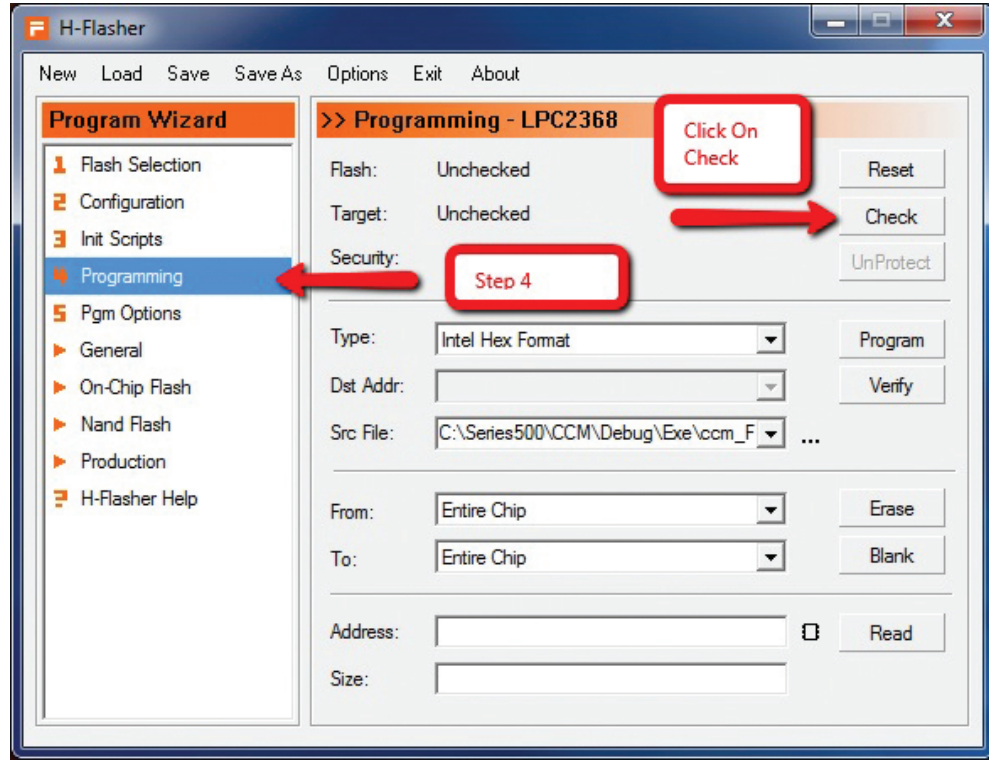 H-Flasher
New Load Save Save As Options Exit About
Program Wizard
1 Flash Selection
2 Configuration
3 Init Scripts
4 Programming
5 Pgm Options
General
On-Chip Flash
Nand Flash
Production
? H-Flasher Help
>> Programming - LPC2368
Click On
Check
Flash: Unchecked Reset
Target: Unchecked Check
Security: UnProtect
Step 4
Type: Intel Hex Format Program
Dst Addr: Verify
Src File: C:\Series500\CCM\Debug\Exe\ccm_F ...
From: Entire Chip Erase
To: Entire Chip Blank
Address: Read
Size: